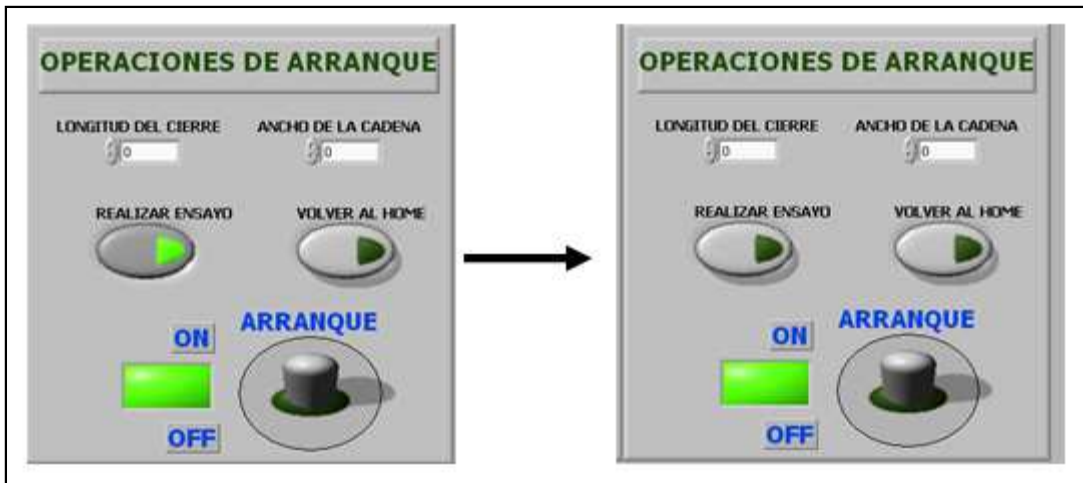 OPERACIONES DE ARRANQUE
LONGITUD DEL CIERRE ANCHO DE LA CADENA
0 0
REALIZAR ENSAYO VOLVER AL HOME
ON ARRANQUE
OFF
OPERACIONES DE ARRANQUE
LONGITUD DEL CIERRE ANCHO DE LA CADENA
0 0
REALIZAR ENSAYO VOLVER AL HOME
ON ARRANQUE
OFF